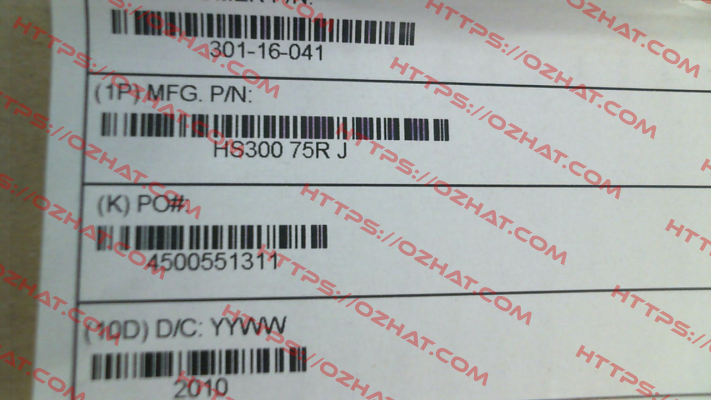 P/N:
301-16-041
(1P) MFG. P/N:
HS300 75R J
(K) PO#:
4500551311
(10D) D/C: YYWW
2010
HTTPS://OZHAT.COM